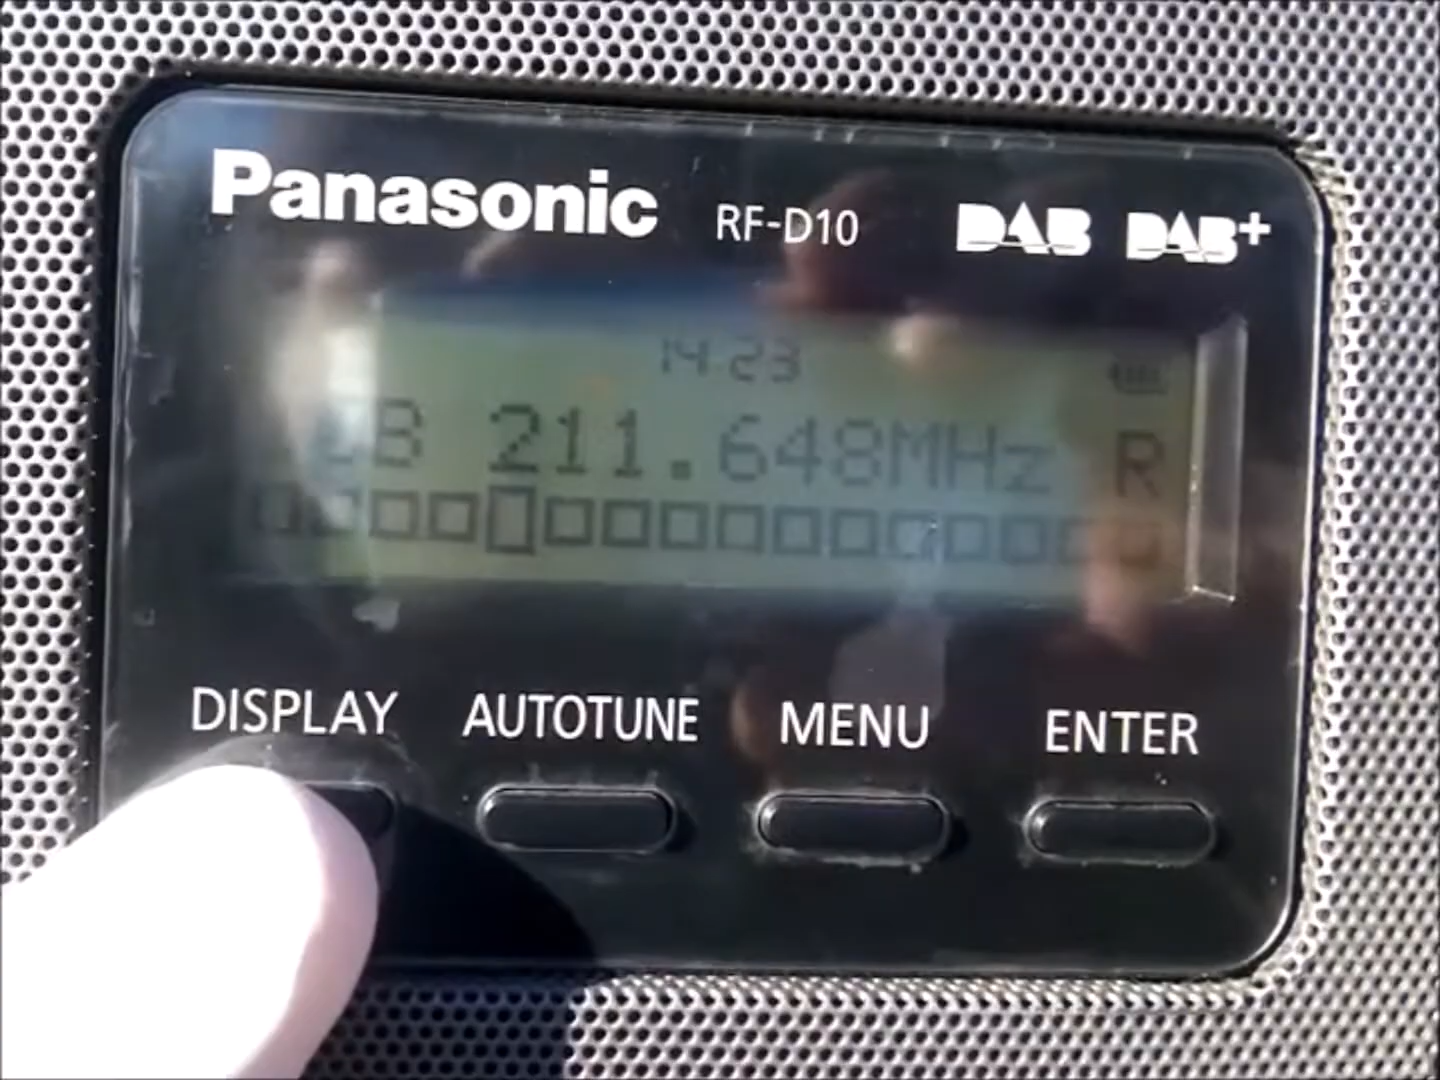 Panasonic RF-D10 DAB DAB+
14:23
B 211.648MHz R
DISPLAY AUTOTUNE MENU ENTER